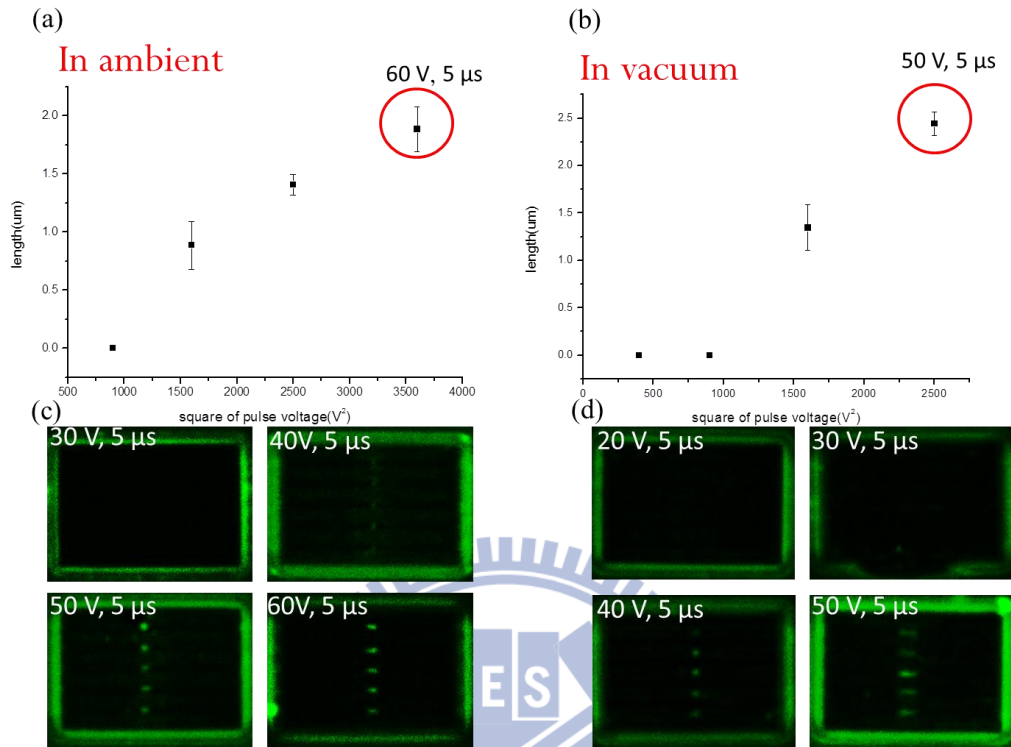 (a)
In ambient
60 V, 5 µs
2.0
1.5
1.0
0.5
0.0
length(um)
500 1000 1500 2000 2500 3000 3500 4000
square of pulse voltage(V²)
(b)
In vacuum
50 V, 5 µs
2.5
2.0
1.5
1.0
0.5
0.0
length(um)
0 500 1000 1500 2000 2500
square of pulse voltage(V²)
(c)
30 V, 5 µs
40V, 5 µs
50 V, 5 µs
60V, 5 µs
(d)
20 V, 5 µs
30 V, 5 µs
40 V, 5 µs
50 V, 5 µs
E S